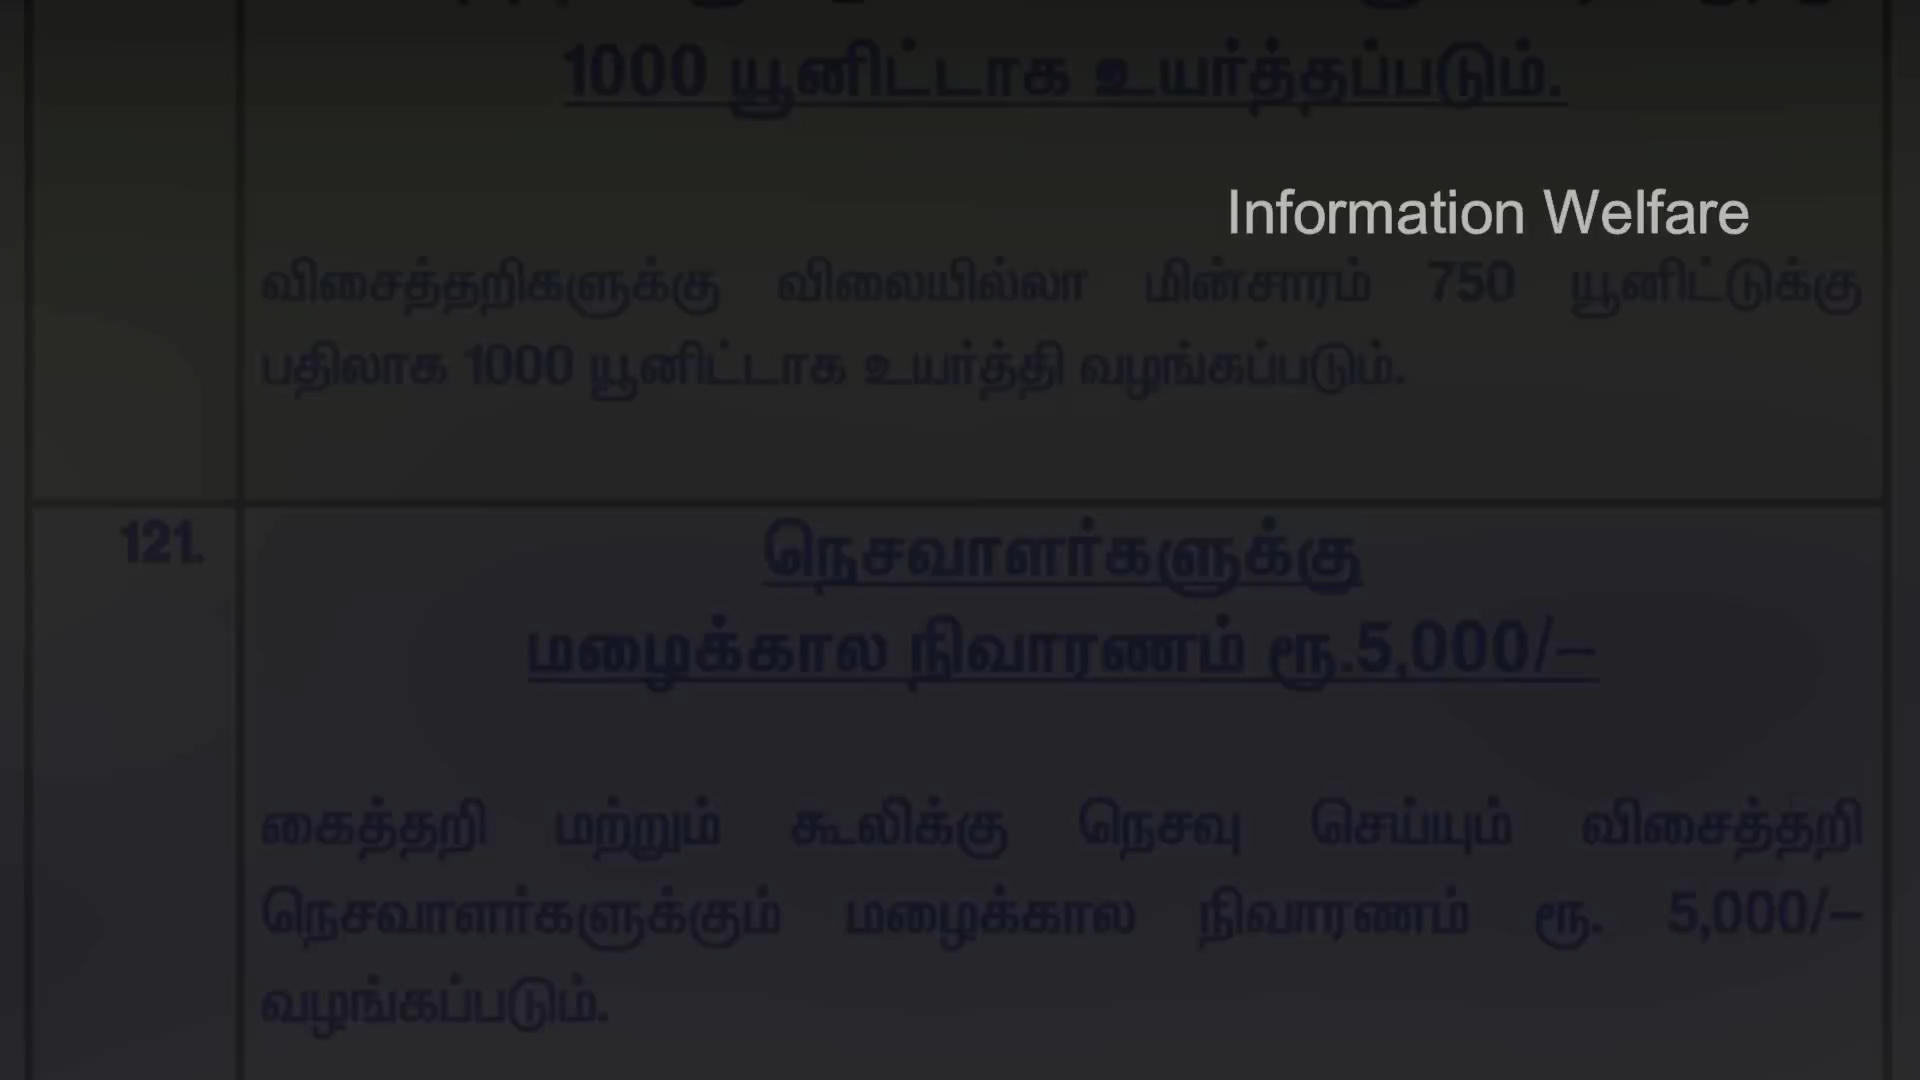 1000 யூனிட்டாக உயர்த்தப்படும்.
Information Welfare
விசைத்தறிகளுக்கு விலையில்லா மின்சாரம் 750 யூனிட்டுக்கு
பதிலாக 1000 யூனிட்டாக உயர்த்தி வழங்கப்படும்.
121. நெசவாளர்களுக்கு
மழைக்கால நிவாரணம் ரூ.5,000/–
கைத்தறி மற்றும் கூலிக்கு நெசவு செய்யும் விசைத்தறி
நெசவாளர்களுக்கும் மழைக்கால நிவாரணம் ரூ. 5,000/–
வழங்கப்படும்.